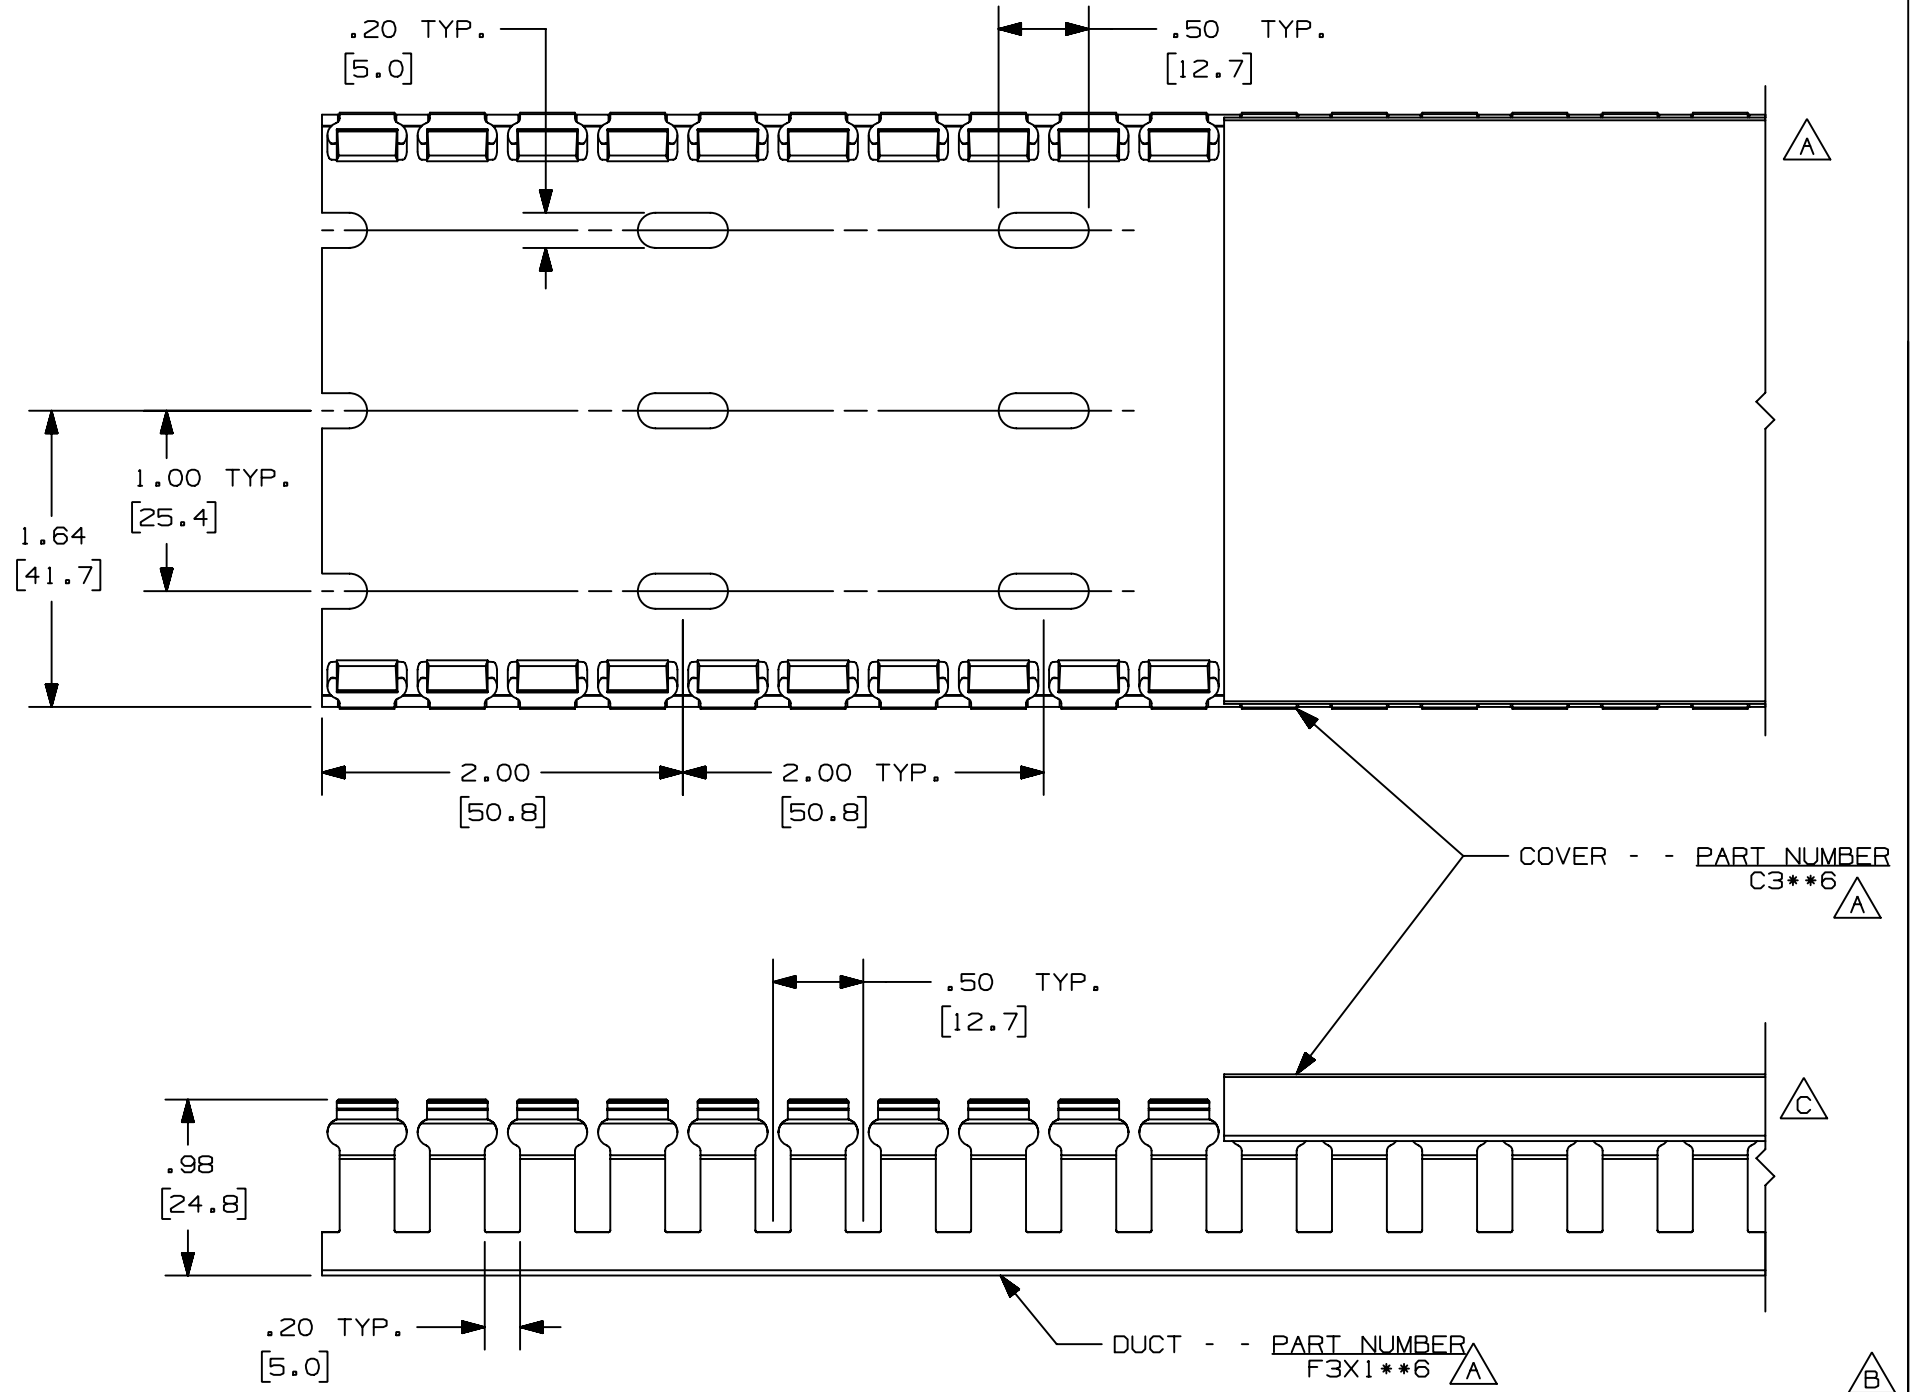 .20 TYP.
[5.0]
.50 TYP.
[12.7]
A
1.00 TYP.
[25.4]
1.64
[41.7]
2.00
[50.8]
2.00 TYP.
[50.8]
COVER - - PART NUMBER
C3**6
A
.50 TYP.
[12.7]
C
.98
[24.8]
.20 TYP.
[5.0]
DUCT - - PART NUMBER
F3X1**6
A
B